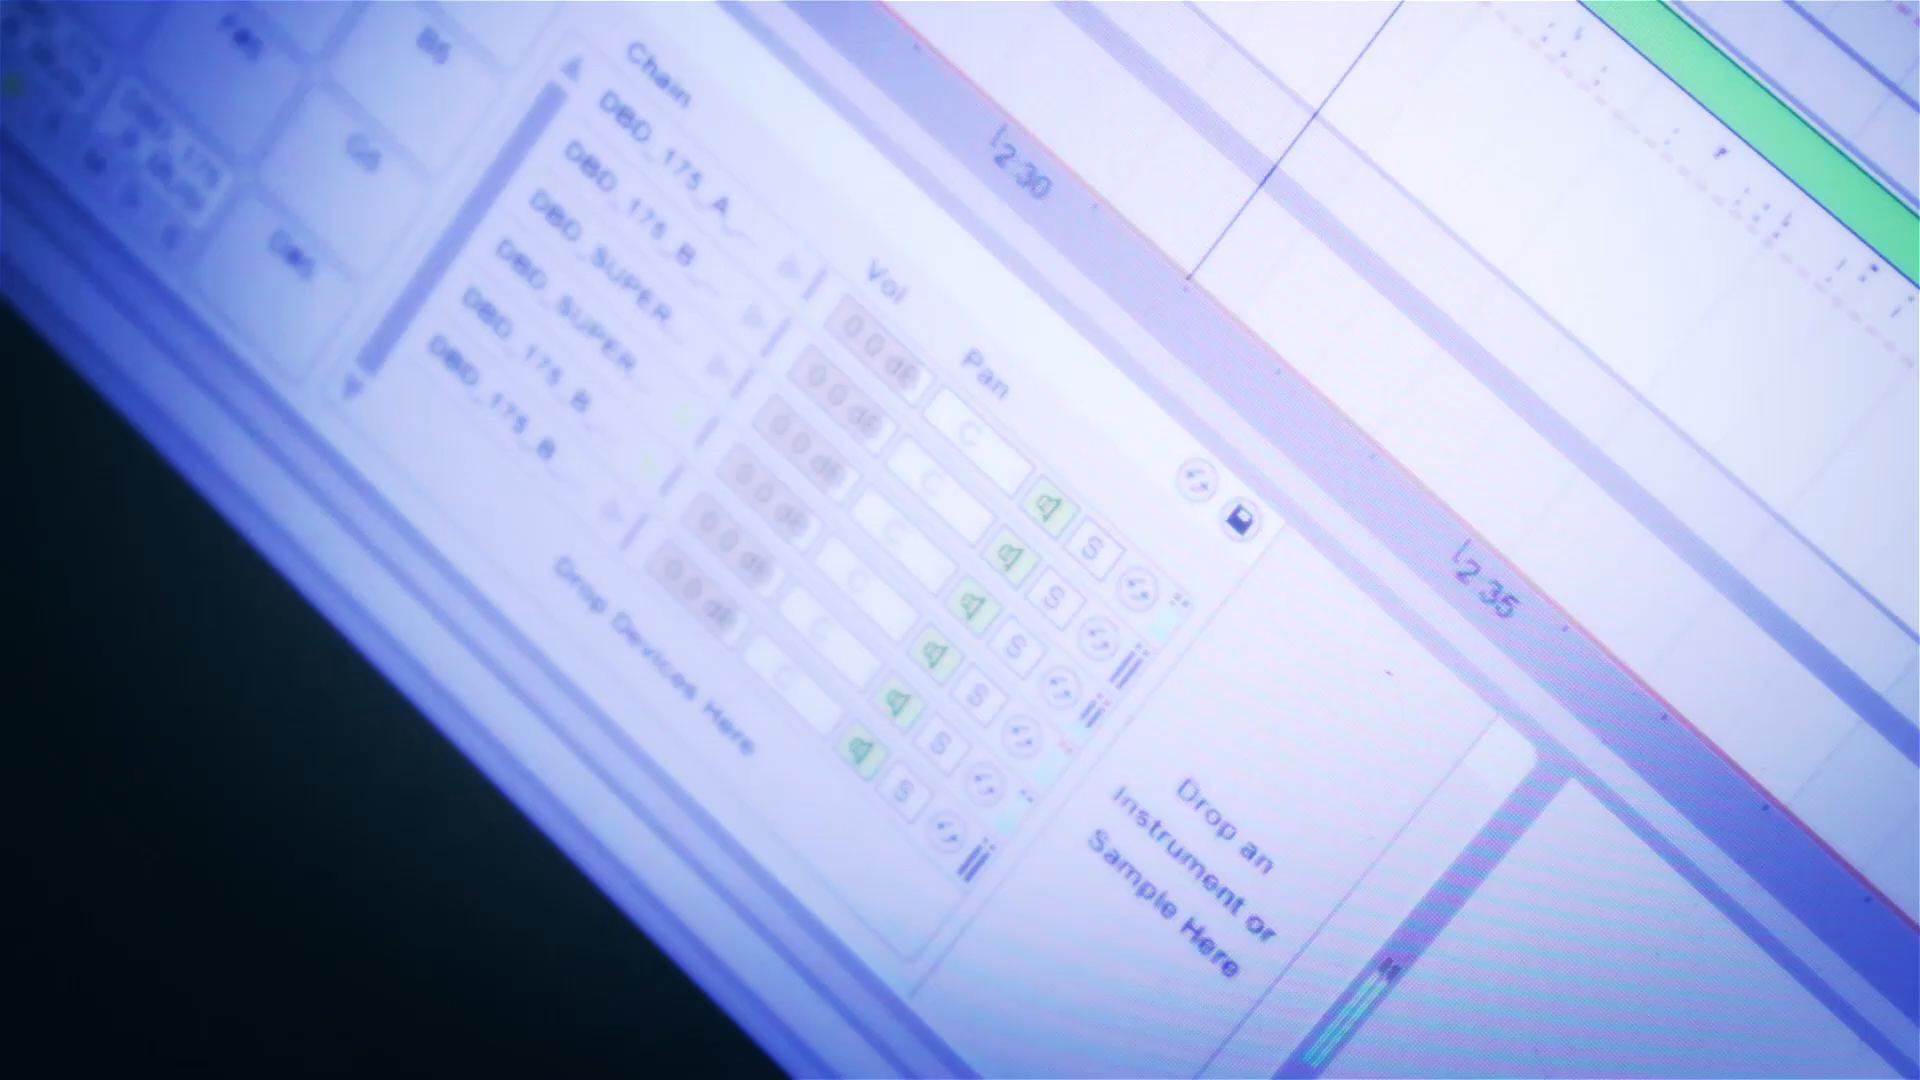 Chain
Vol
Pan
DBD_175_A_
DBD_175_B_
DBD_SUPER
DBD_SUPER
DBD_175_B
DBD_175_B
0.0 dB
C
S
0.0 dB
C
S
0.0 dB
C
S
0.0 dB
C
S
0.0 dB
C
S
0.0 dB
C
S
Drop Devices Here
Drop an
Instrument or
Sample Here
2:30
2:35